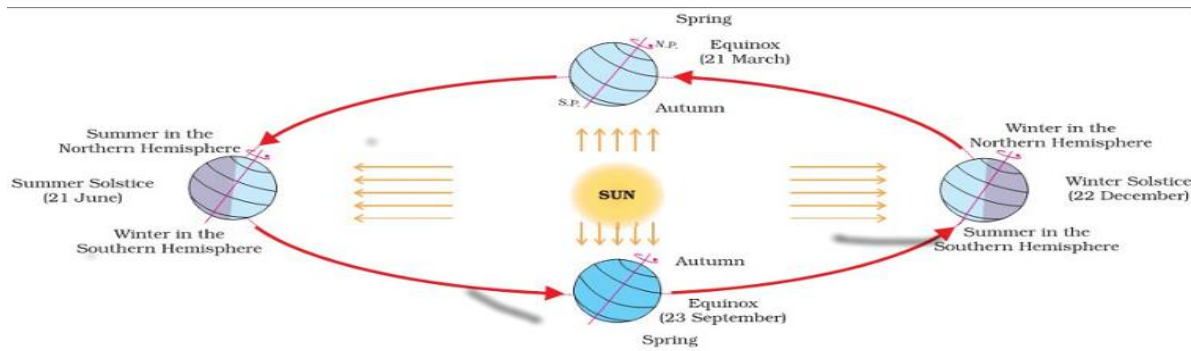 Spring
N.P.
Equinox
(21 March)
S.P.
Autumn
Summer in the
Northern Hemisphere
Summer Solstice
(21 June)
Winter in the
Southern Hemisphere
SUN
Winter in the
Northern Hemisphere
Winter Solstice
(22 December)
Summer in the
Southern Hemisphere
Autumn
Equinox
(23 September)
Spring